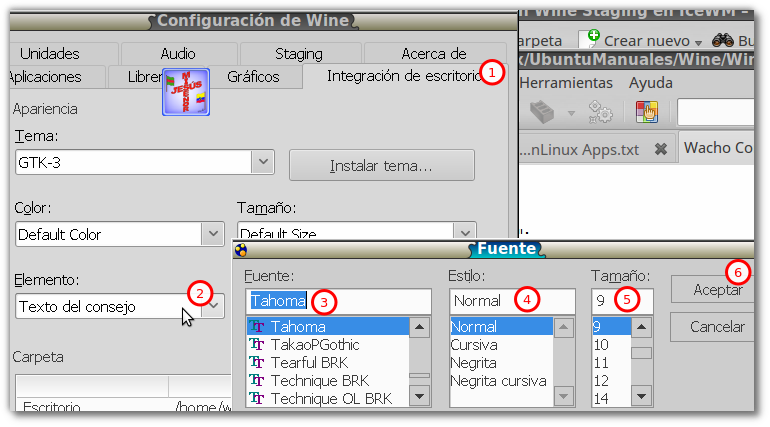 Configuración de Wine
n Wine Staging en IceWM –
Unidades
Audio
Staging
Acerca de
arpeta
Crear nuevo
Bu
x/UbuntuManuales/Wine/Win
Aplicaciones
Librer
Gráficos
Integración de escritorio
1
JESÚS
Herramientas
Ayuda
Apariencia
Tema:
GTK-3
Instalar tema...
...nLinux Apps.txt
Wacho Co
Color:
Tamaño:
Default Color
Default Size
Fuente
Elemento:
Texto del consejo
2
Fuente:
Estilo:
Tamaño:
6
Tahoma
3
Normal
4
9
5
Aceptar
Tahoma
Normal
9
Cancelar
TakaoPGothic
Cursiva
10
Tearful BRK
Negrita
11
Technique BRK
Negrita cursiva
12
Technique OL BRK
14
Carpeta
Escritorio
/home/w